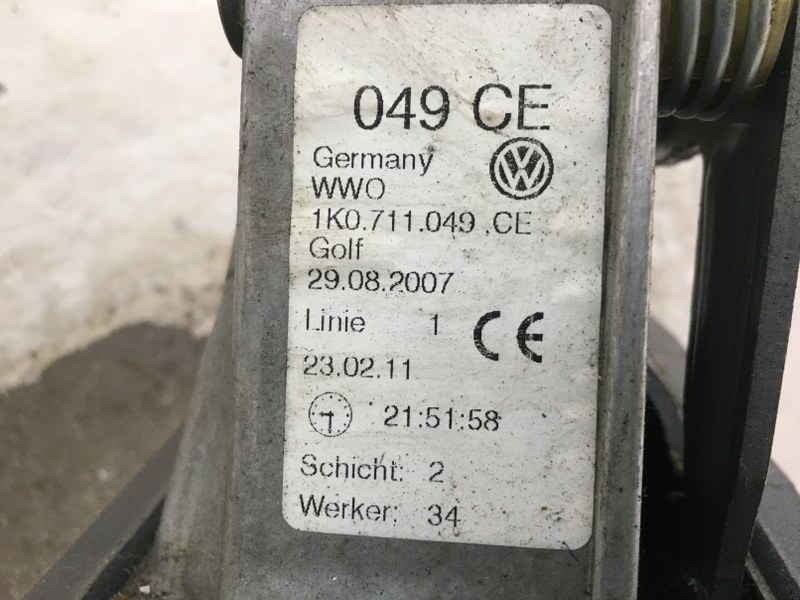 049 CE
Germany
WWO
1K0.711.049 .CE
Golf
29.08.2007
Linie 1
CE
23.02.11
21:51:58
Schicht: 2
Werker: 34